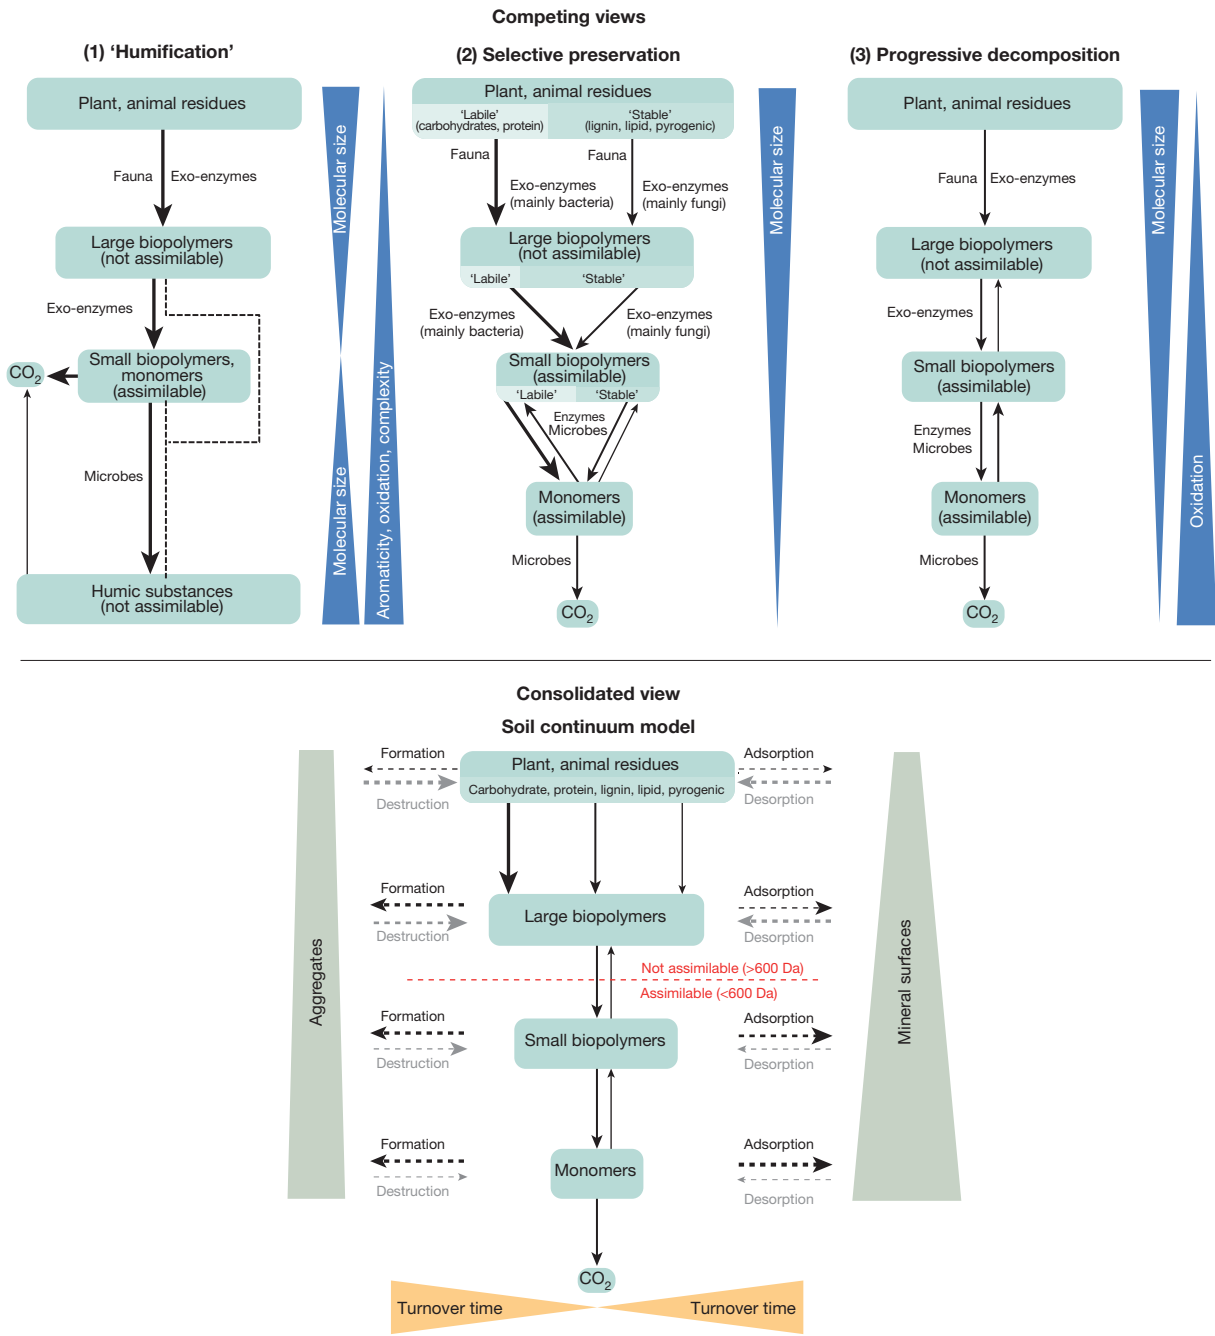 Competing views
(1) ‘Humification’
Plant, animal residues
Fauna
Exo-enzymes
Large biopolymers
(not assimilable)
Exo-enzymes
Small biopolymers,
monomers
(assimilable)
CO2
Microbes
Humic substances
(not assimilable)
Molecular size
Molecular size
Aromaticity, oxidation, complexity
(2) Selective preservation
Plant, animal residues
‘Labile’
(carbohydrates, protein)
‘Stable’
(lignin, lipid, pyrogenic)
Fauna
Fauna
Exo-enzymes
(mainly bacteria)
Exo-enzymes
(mainly fungi)
Large biopolymers
(not assimilable)
‘Labile’
‘Stable’
Exo-enzymes
(mainly bacteria)
Exo-enzymes
(mainly fungi)
Small biopolymers
(assimilable)
‘Labile’
‘Stable’
Enzymes
Microbes
Monomers
(assimilable)
Microbes
CO2
Molecular size
(3) Progressive decomposition
Plant, animal residues
Fauna
Exo-enzymes
Large biopolymers
(not assimilable)
Exo-enzymes
Small biopolymers
(assimilable)
Enzymes
Microbes
Monomers
(assimilable)
Microbes
CO2
Molecular size
Oxidation
Consolidated view
Soil continuum model
Aggregates
Formation
Destruction
Plant, animal residues
Carbohydrate, protein, lignin, lipid, pyrogenic
Adsorption
Desorption
Formation
Destruction
Large biopolymers
Adsorption
Desorption
Not assimilable (>600 Da)
Assimilable (<600 Da)
Formation
Destruction
Small biopolymers
Adsorption
Desorption
Formation
Destruction
Monomers
Adsorption
Desorption
Mineral surfaces
CO2
Turnover time
Turnover time